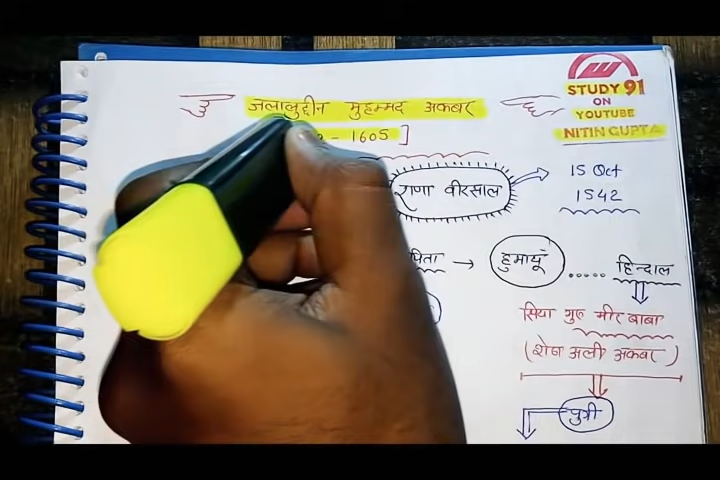 जलालुद्दीन मुहम्मद अकबर
- 1605 ]
STUDY 91
ON
YOUTUBE
NITIN GUPTA
राणा वीरसाल
15 Oct
1542
पिता → हुमायूँ ..... हिन्दाल
सिया गुरु मीर बाबा
(शेख अली अकबर)
पुत्री